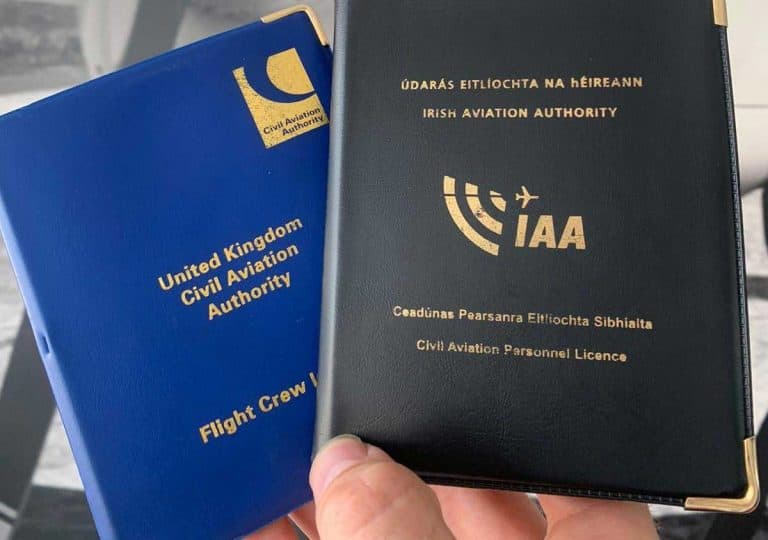 Civil Aviation
Authority
United Kingdom
Civil Aviation
Authority
Flight Crew
ÚDARÁS EITLÍOCHTA NA hÉIREANN
IRISH AVIATION AUTHORITY
IAA
Ceadúnas Pearsanra Eitlíochta Sibhialta
Civil Aviation Personnel Licence